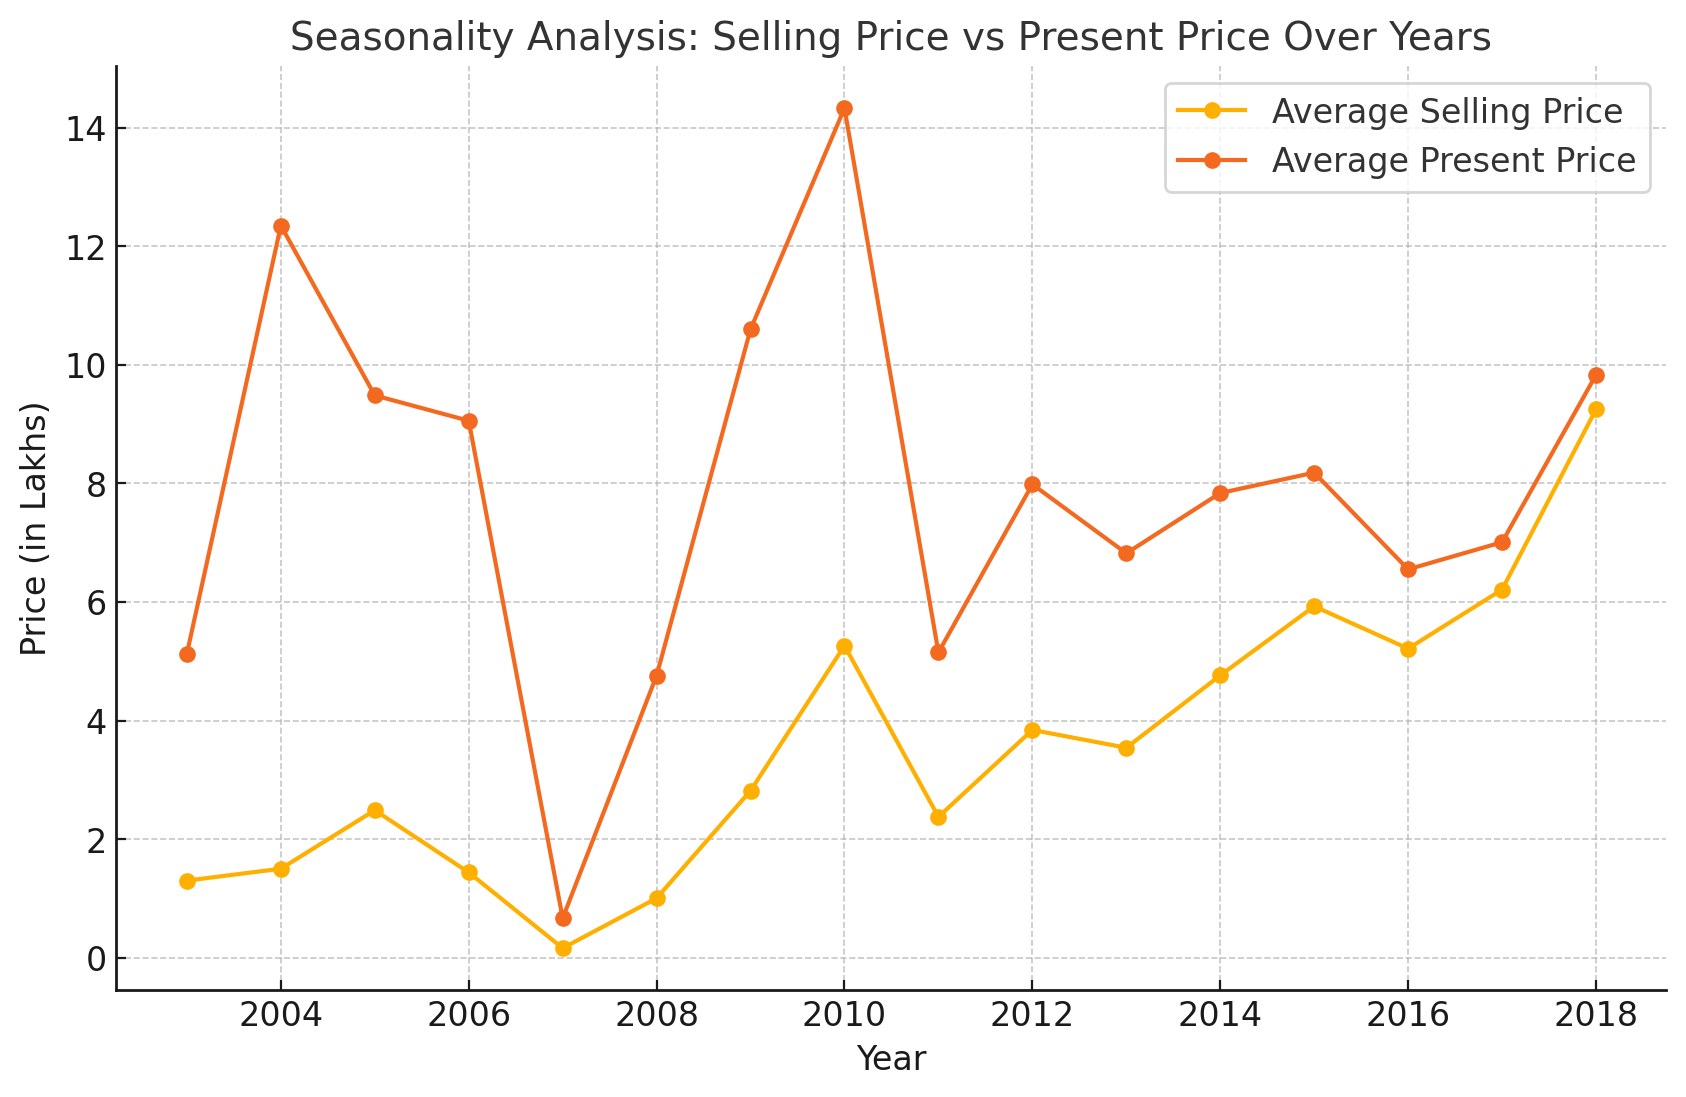 Seasonality Analysis: Selling Price vs Present Price Over Years
Average Selling Price
Average Present Price
14
12
10
8
6
4
2
0
Price (in Lakhs)
2004 2006 2008 2010 2012 2014 2016 2018
Year